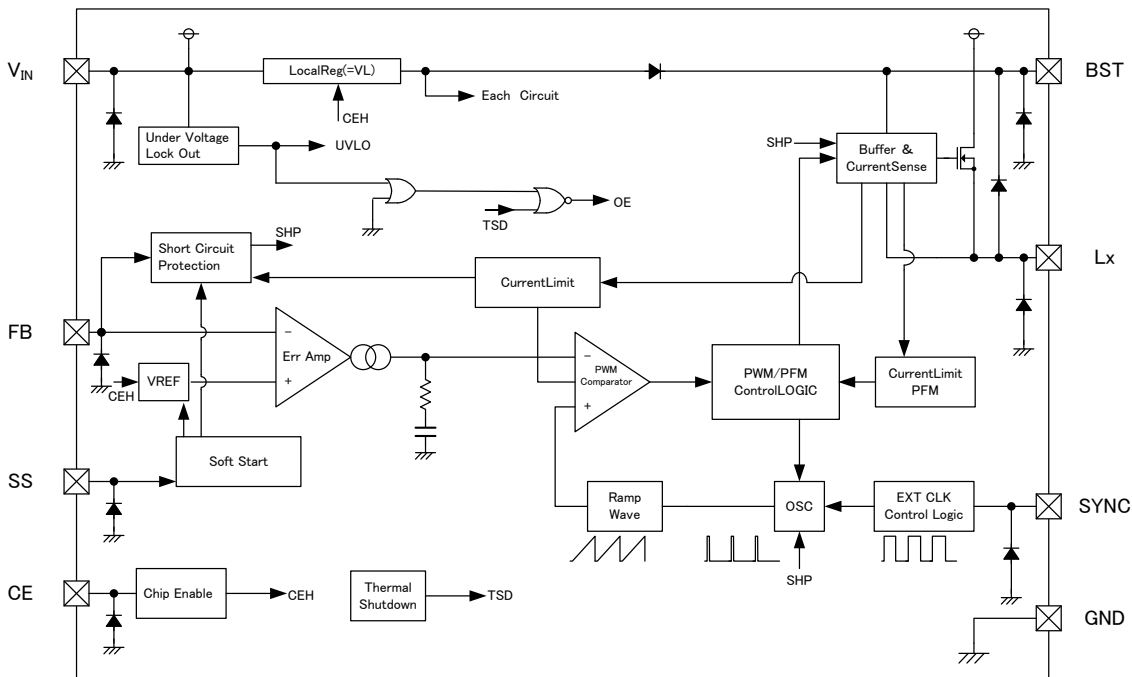 VIN
LocalReg(=VL)
BST
Each Circuit
CEH
Under Voltage
Lock Out
UVLO
SHP
Buffer &
CurrentSense
OE
TSD
SHP
Short Circuit
Protection
CurrentLimit
Lx
FB
－
Err Amp
+
－
PWM
Comparator
+
PWM/PFM
ControlLOGIC
CurrentLimit
PFM
CEH
VREF
Soft Start
SS
Ramp
Wave
OSC
EXT CLK
Control Logic
SYNC
SHP
CE
Chip Enable
CEH
Thermal
Shutdown
TSD
GND